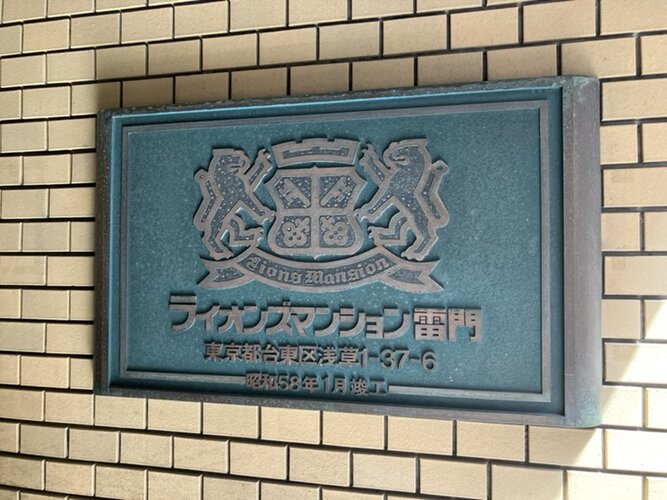 Lions Mansion
ライオンズマンション雷門
東京都台東区浅草1-37-6
昭和58年1月竣工